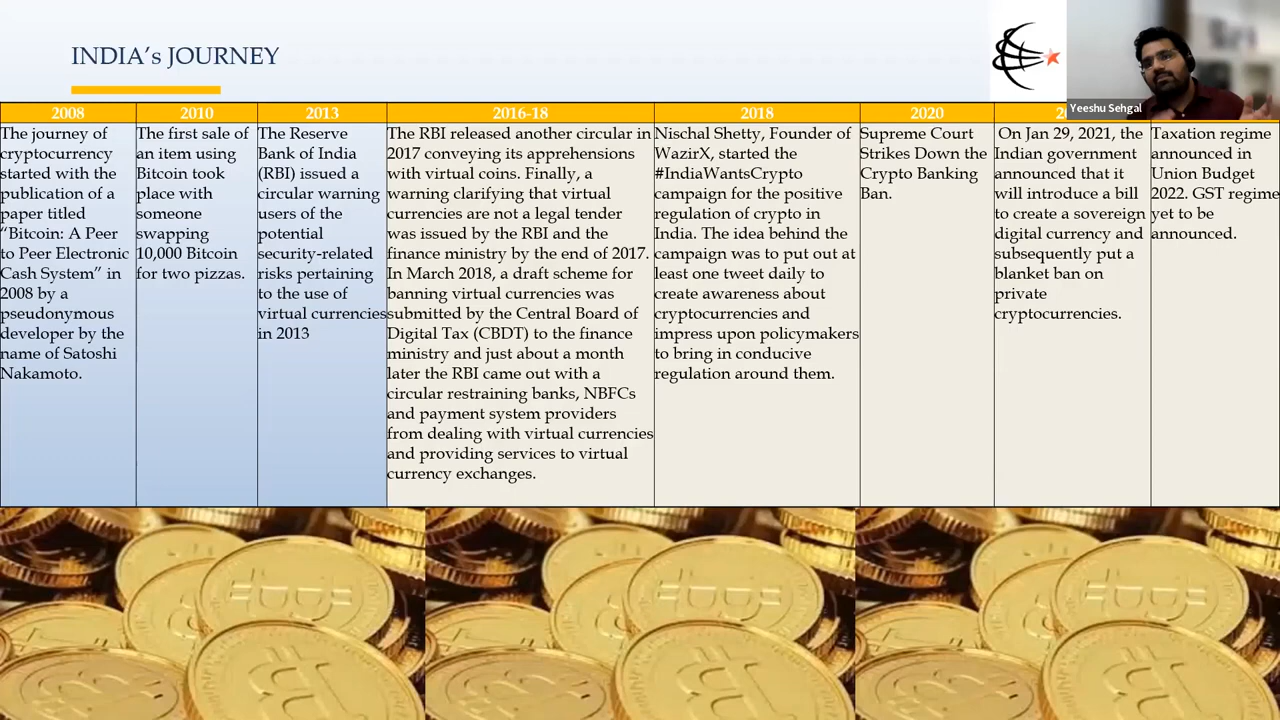 INDIA's JOURNEY
Yeeshu Sehgal
2008
The journey of
cryptocurrency
started with the
publication of a
paper titled
“Bitcoin: A Peer
to Peer Electronic
Cash System” in
2008 by a
pseudonymous
developer by the
name of Satoshi
Nakamoto.
2010
The first sale of
an item using
Bitcoin took
place with
someone
swapping
10,000 Bitcoin
for two pizzas.
2013
The Reserve
Bank of India
(RBI) issued a
circular warning
users of the
potential
security-related
risks pertaining
to the use of
virtual currencies
in 2013
2016-18
The RBI released another circular in
2017 conveying its apprehensions
with virtual coins. Finally, a
warning clarifying that virtual
currencies are not a legal tender
was issued by the RBI and the
finance ministry by the end of 2017.
In March 2018, a draft scheme for
banning virtual currencies was
submitted by the Central Board of
Digital Tax (CBDT) to the finance
ministry and just about a month
later the RBI came out with a
circular restraining banks, NBFCs
and payment system providers
from dealing with virtual currencies
and providing services to virtual
currency exchanges.
2018
Nischal Shetty, Founder of
WazirX, started the
#IndiaWantsCrypto
campaign for the positive
regulation of crypto in
India. The idea behind the
campaign was to put out at
least one tweet daily to
create awareness about
cryptocurrencies and
impress upon policymakers
to bring in conducive
regulation around them.
2020
Supreme Court
Strikes Down the
Crypto Banking
Ban.
On Jan 29, 2021, the
Indian government
announced that it
will introduce a bill
to create a sovereign
digital currency and
subsequently put a
blanket ban on
private
cryptocurrencies.
Taxation regime
announced in
Union Budget
2022. GST regime
yet to be
announced.